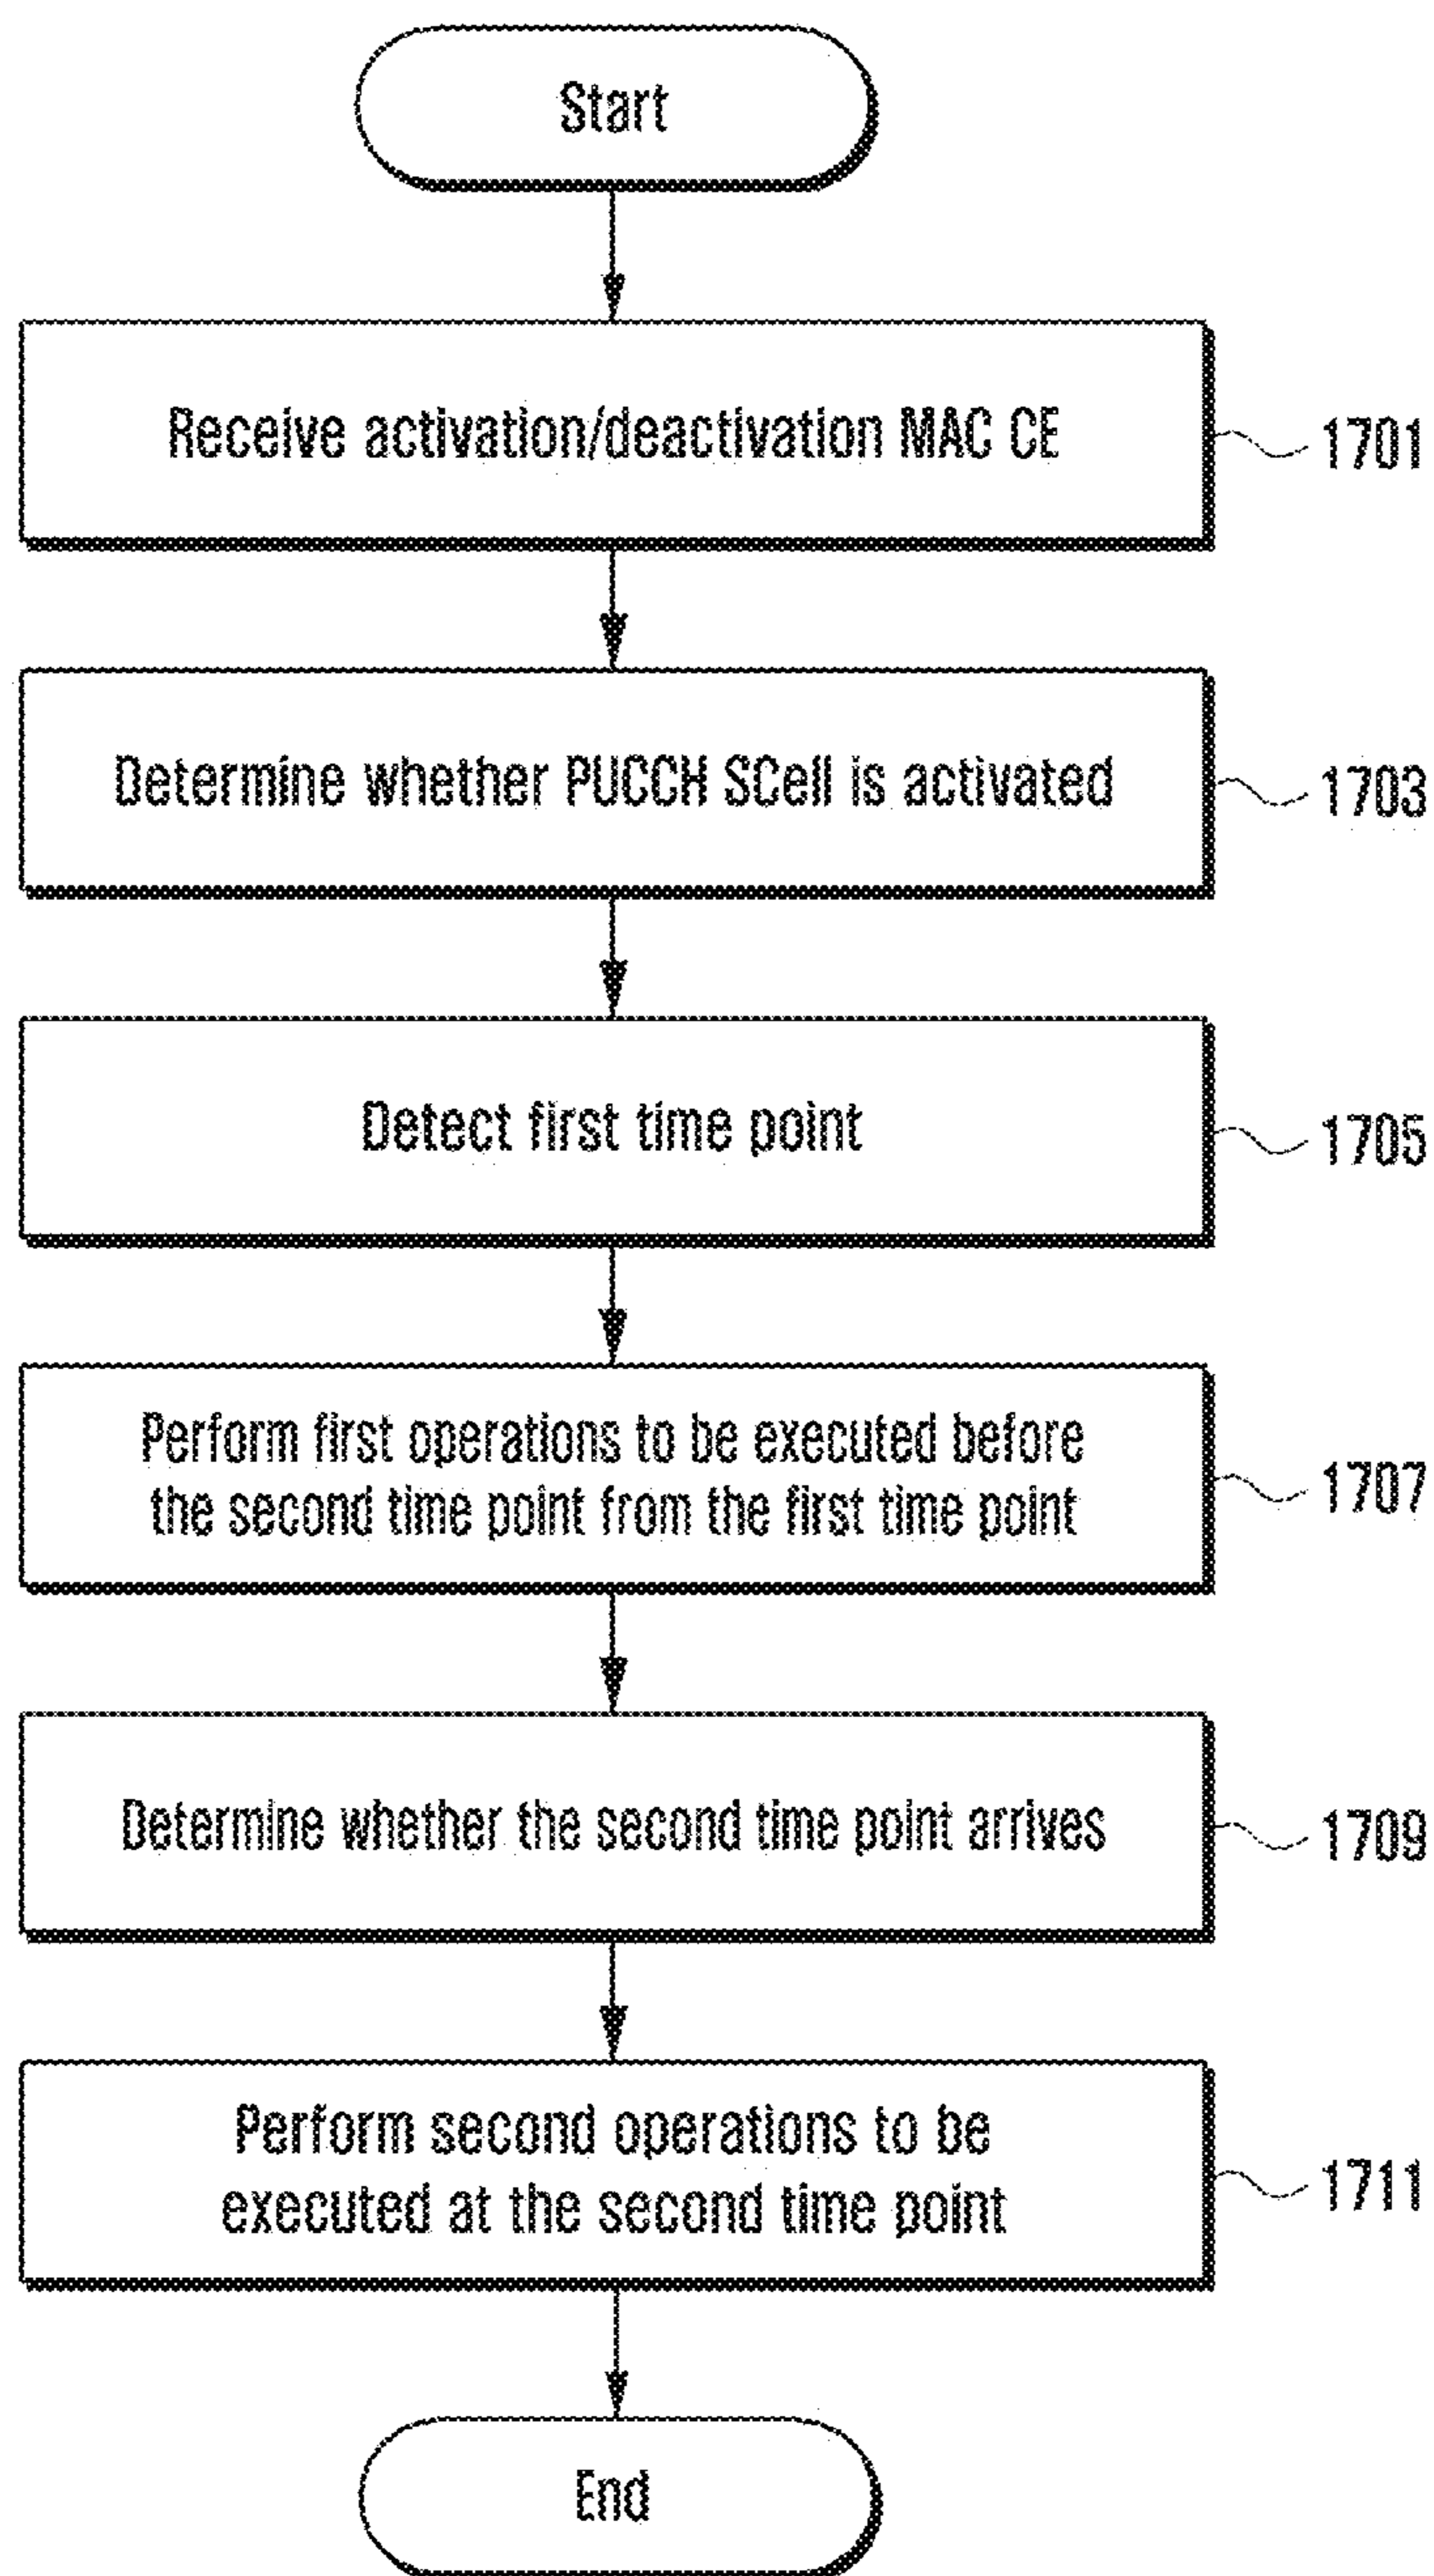 Start
Receive activation/deactivation MAC CE
1701
Determine whether PUCCH SCell is activated
1703
Detect first time point
1705
Perform first operations to be executed before
the second time point from the first time point
1707
Determine whether the second time point arrives
1709
Perform second operations to be
executed at the second time point
1711
End